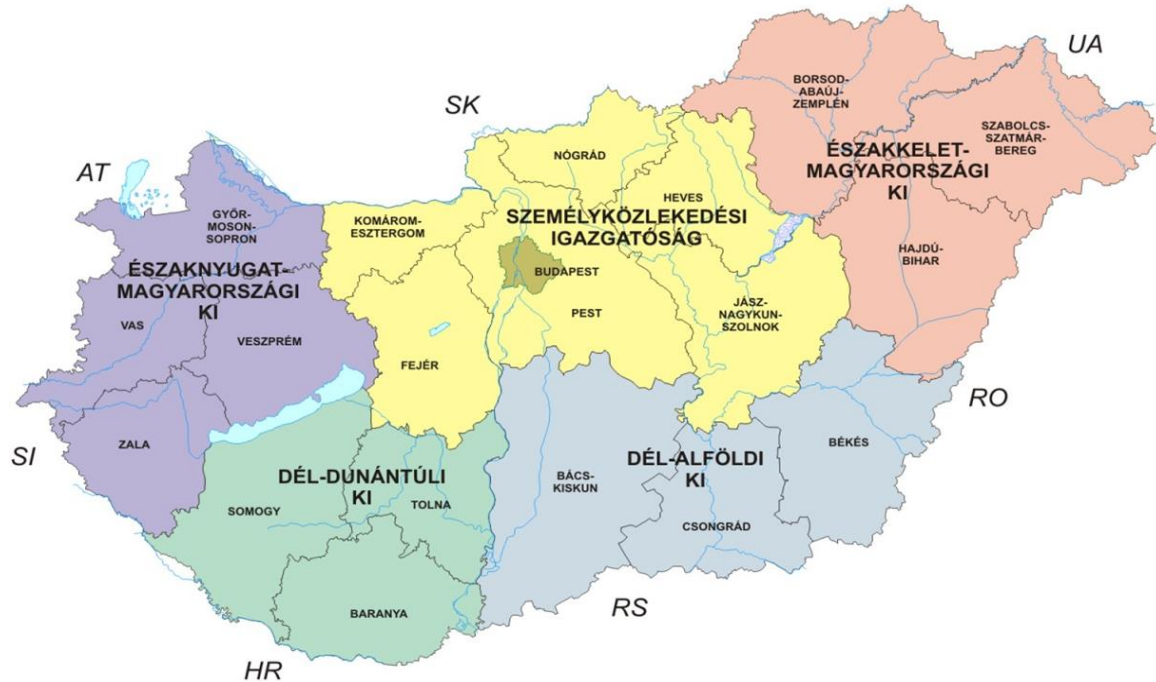 UA
BORSOD-
ABAÚJ-
ZEMPLÉN
SK
SZABOLCS-
SZATMÁR-
BEREG
ÉSZAKKELET-
MAGYARORSZÁGI
KI
NÓGRÁD
AT
HEVES
GYŐR-
MOSON-
SOPRON
KOMÁROM-
ESZTERGOM
SZEMÉLYKÖZLEKEDÉSI
IGAZGATÓSÁG
HAJDÚ-
BIHAR
ÉSZAKNYUGAT-
MAGYARORSZÁGI
KI
BUDAPEST
JÁSZ-
NAGYKUN-
SZOLNOK
PEST
VAS
VESZPRÉM
FEJÉR
RO
ZALA
BÉKÉS
SI
DÉL-DUNÁNTÚLI
KI
BÁCS-
KISKUN
DÉL-ALFÖLDI
KI
TOLNA
SOMOGY
CSONGRÁD
BARANYA
RS
HR